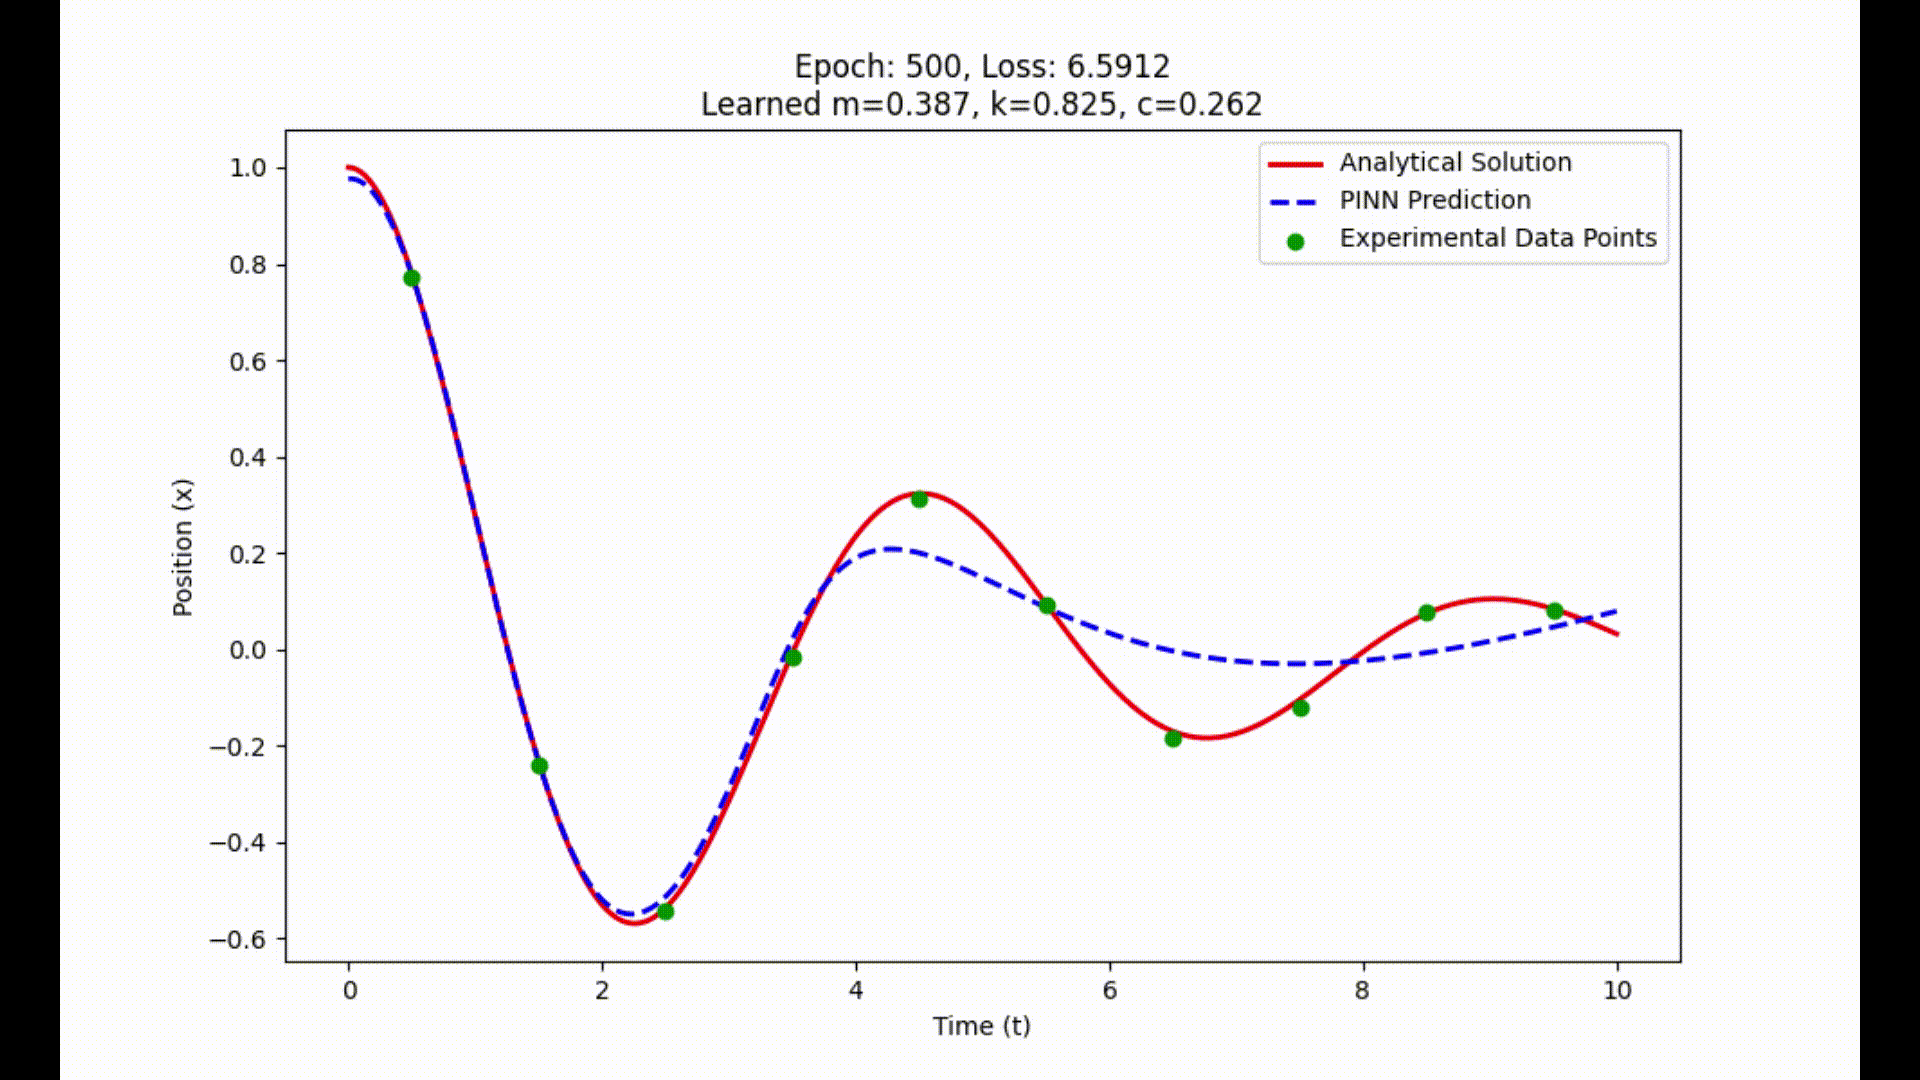 Epoch: 500, Loss: 6.5912
Learned m=0.387, k=0.825, c=0.262
Analytical Solution
PINN Prediction
Experimental Data Points
1.0
0.8
0.6
0.4
0.2
0.0
−0.2
−0.4
−0.6
Position (x)
0 2 4 6 8 10
Time (t)